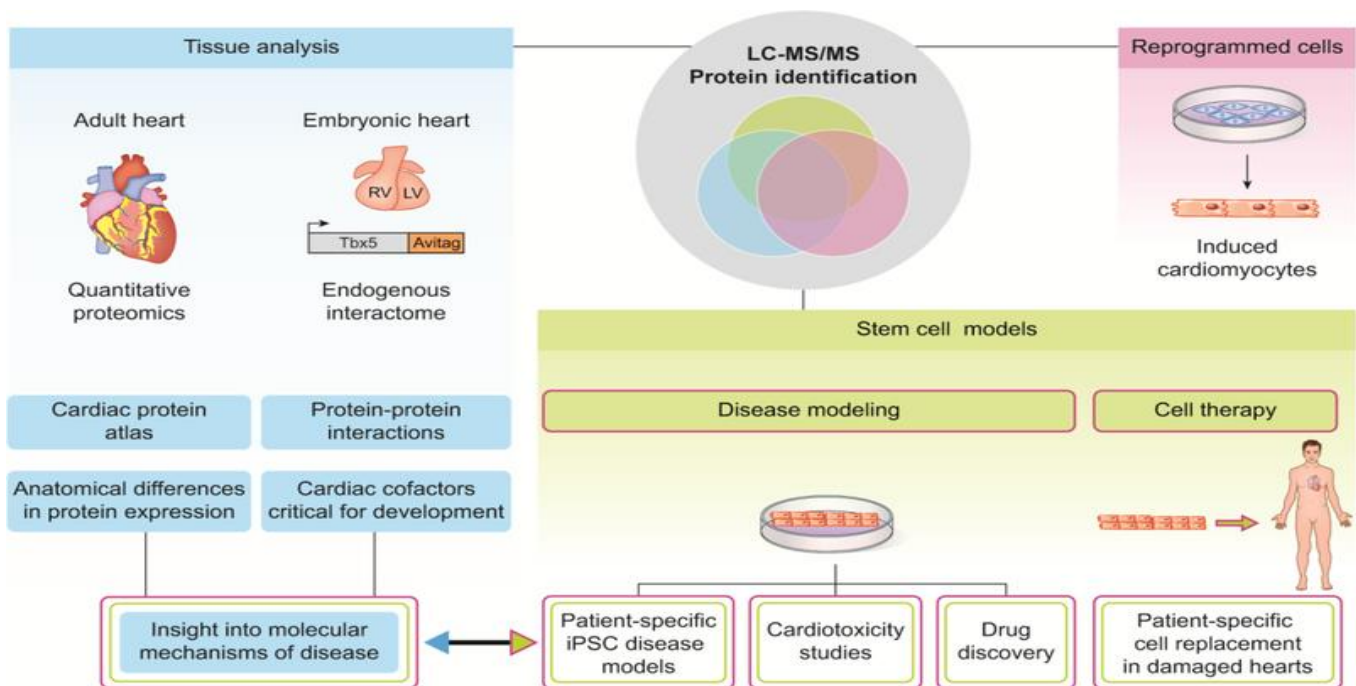 Tissue analysis
Adult heart
Quantitative
proteomics
Embryonic heart
RV LV
Tbx5 Avitag
Endogenous
interactome
Cardiac protein
atlas
Protein-protein
interactions
Anatomical differences
in protein expression
Cardiac cofactors
critical for development
Insight into molecular
mechanisms of disease
LC-MS/MS
Protein identification
Reprogrammed cells
Induced
cardiomyocytes
Stem cell models
Disease modeling
Cell therapy
Patient-specific
iPSC disease
models
Cardiotoxicity
studies
Drug
discovery
Patient-specific
cell replacement
in damaged hearts